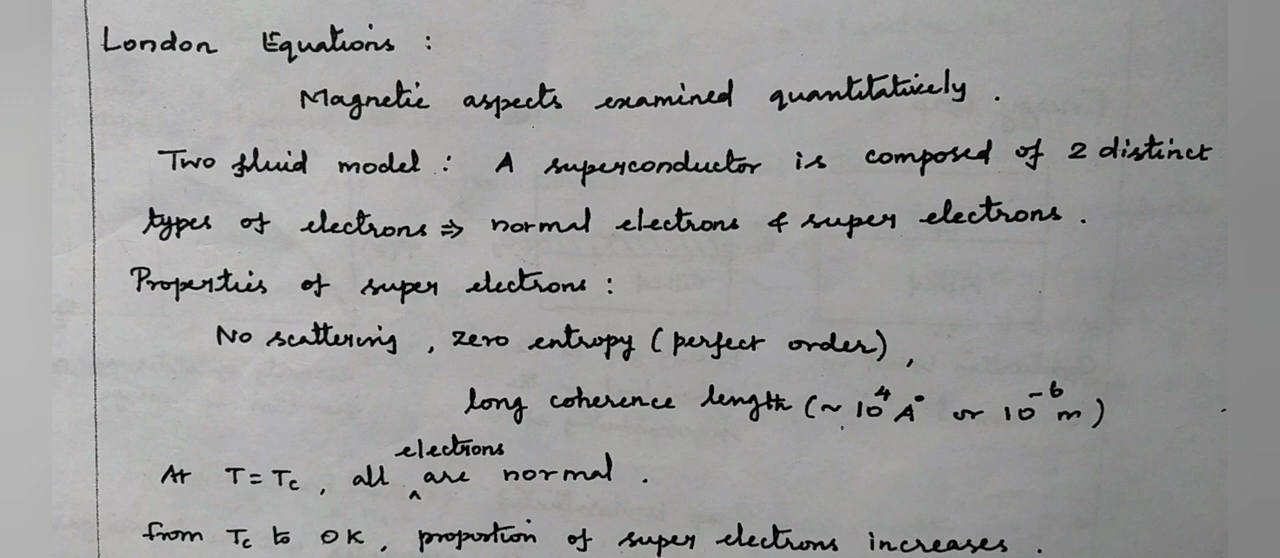 London Equations :
Magnetic aspects examined quantitatively .
Two fluid model : A superconductor is composed of 2 distinct
types of electrons ⇒ normal electrons & super electrons .
Properties of super electrons :
No scattering , zero entropy ( perfect order) ,
long coherence length ( ~ 10⁴ A° or 10⁻⁶ m )
At T = Tc , all electrons are normal .
from Tc to 0K , proportion of super electrons increases .